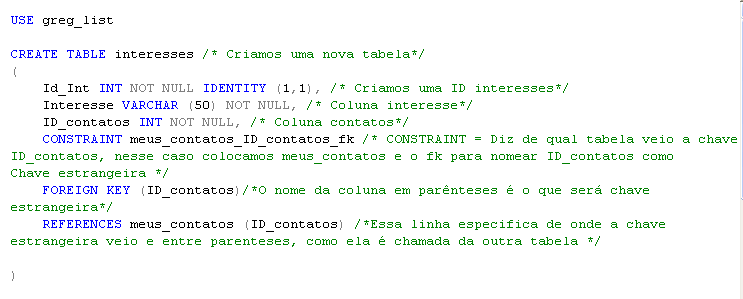 USE greg_list
CREATE TABLE interesses /* Criamos uma nova tabela*/
(
Id_Int INT NOT NULL IDENTITY (1,1), /* Criamos uma ID interesses*/
Interesse VARCHAR (50) NOT NULL, /* Coluna interesse*/
ID_contatos INT NOT NULL, /* Coluna contatos*/
CONSTRAINT meus_contatos_ID_contatos_fk /* CONSTRAINT = Diz de qual tabela veio a chave
ID_contatos, nesse caso colocamos meus_contatos e o fk para nomear ID_contatos como
Chave estrangeira */
FOREIGN KEY (ID_contatos)/*O nome da coluna em parênteses é o que será chave
estrangeira*/
REFERENCES meus_contatos (ID_contatos) /*Essa linha especifica de onde a chave
estrangeira veio e entre parenteses, como ela é chamada da outra tabela */
)